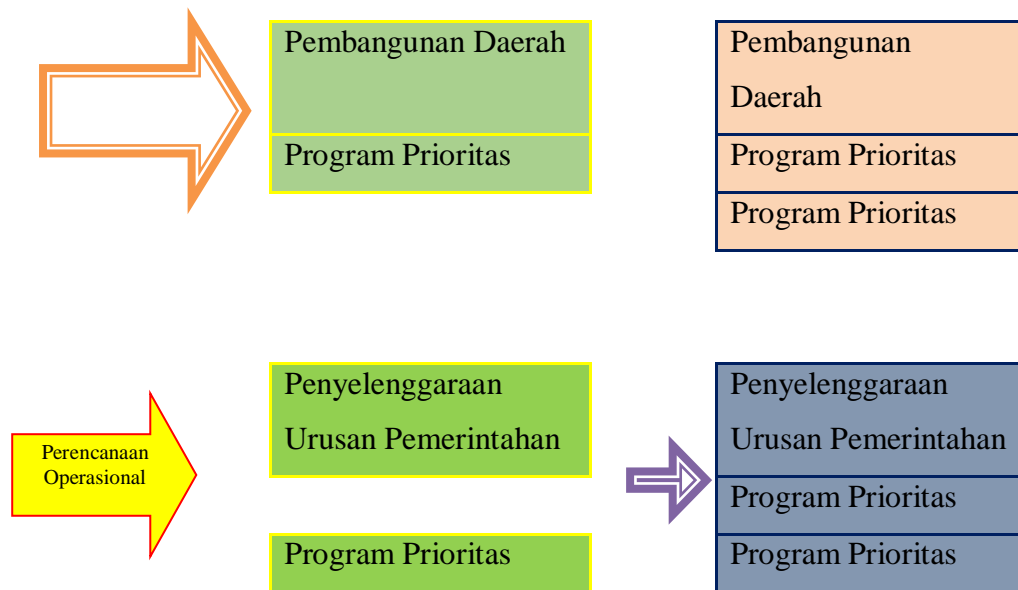 Pembangunan Daerah
Program Prioritas
Pembangunan
Daerah
Program Prioritas
Program Prioritas
Perencanaan
Operasional
Penyelenggaraan
Urusan Pemerintahan
Program Prioritas
Penyelenggaraan
Urusan Pemerintahan
Program Prioritas
Program Prioritas